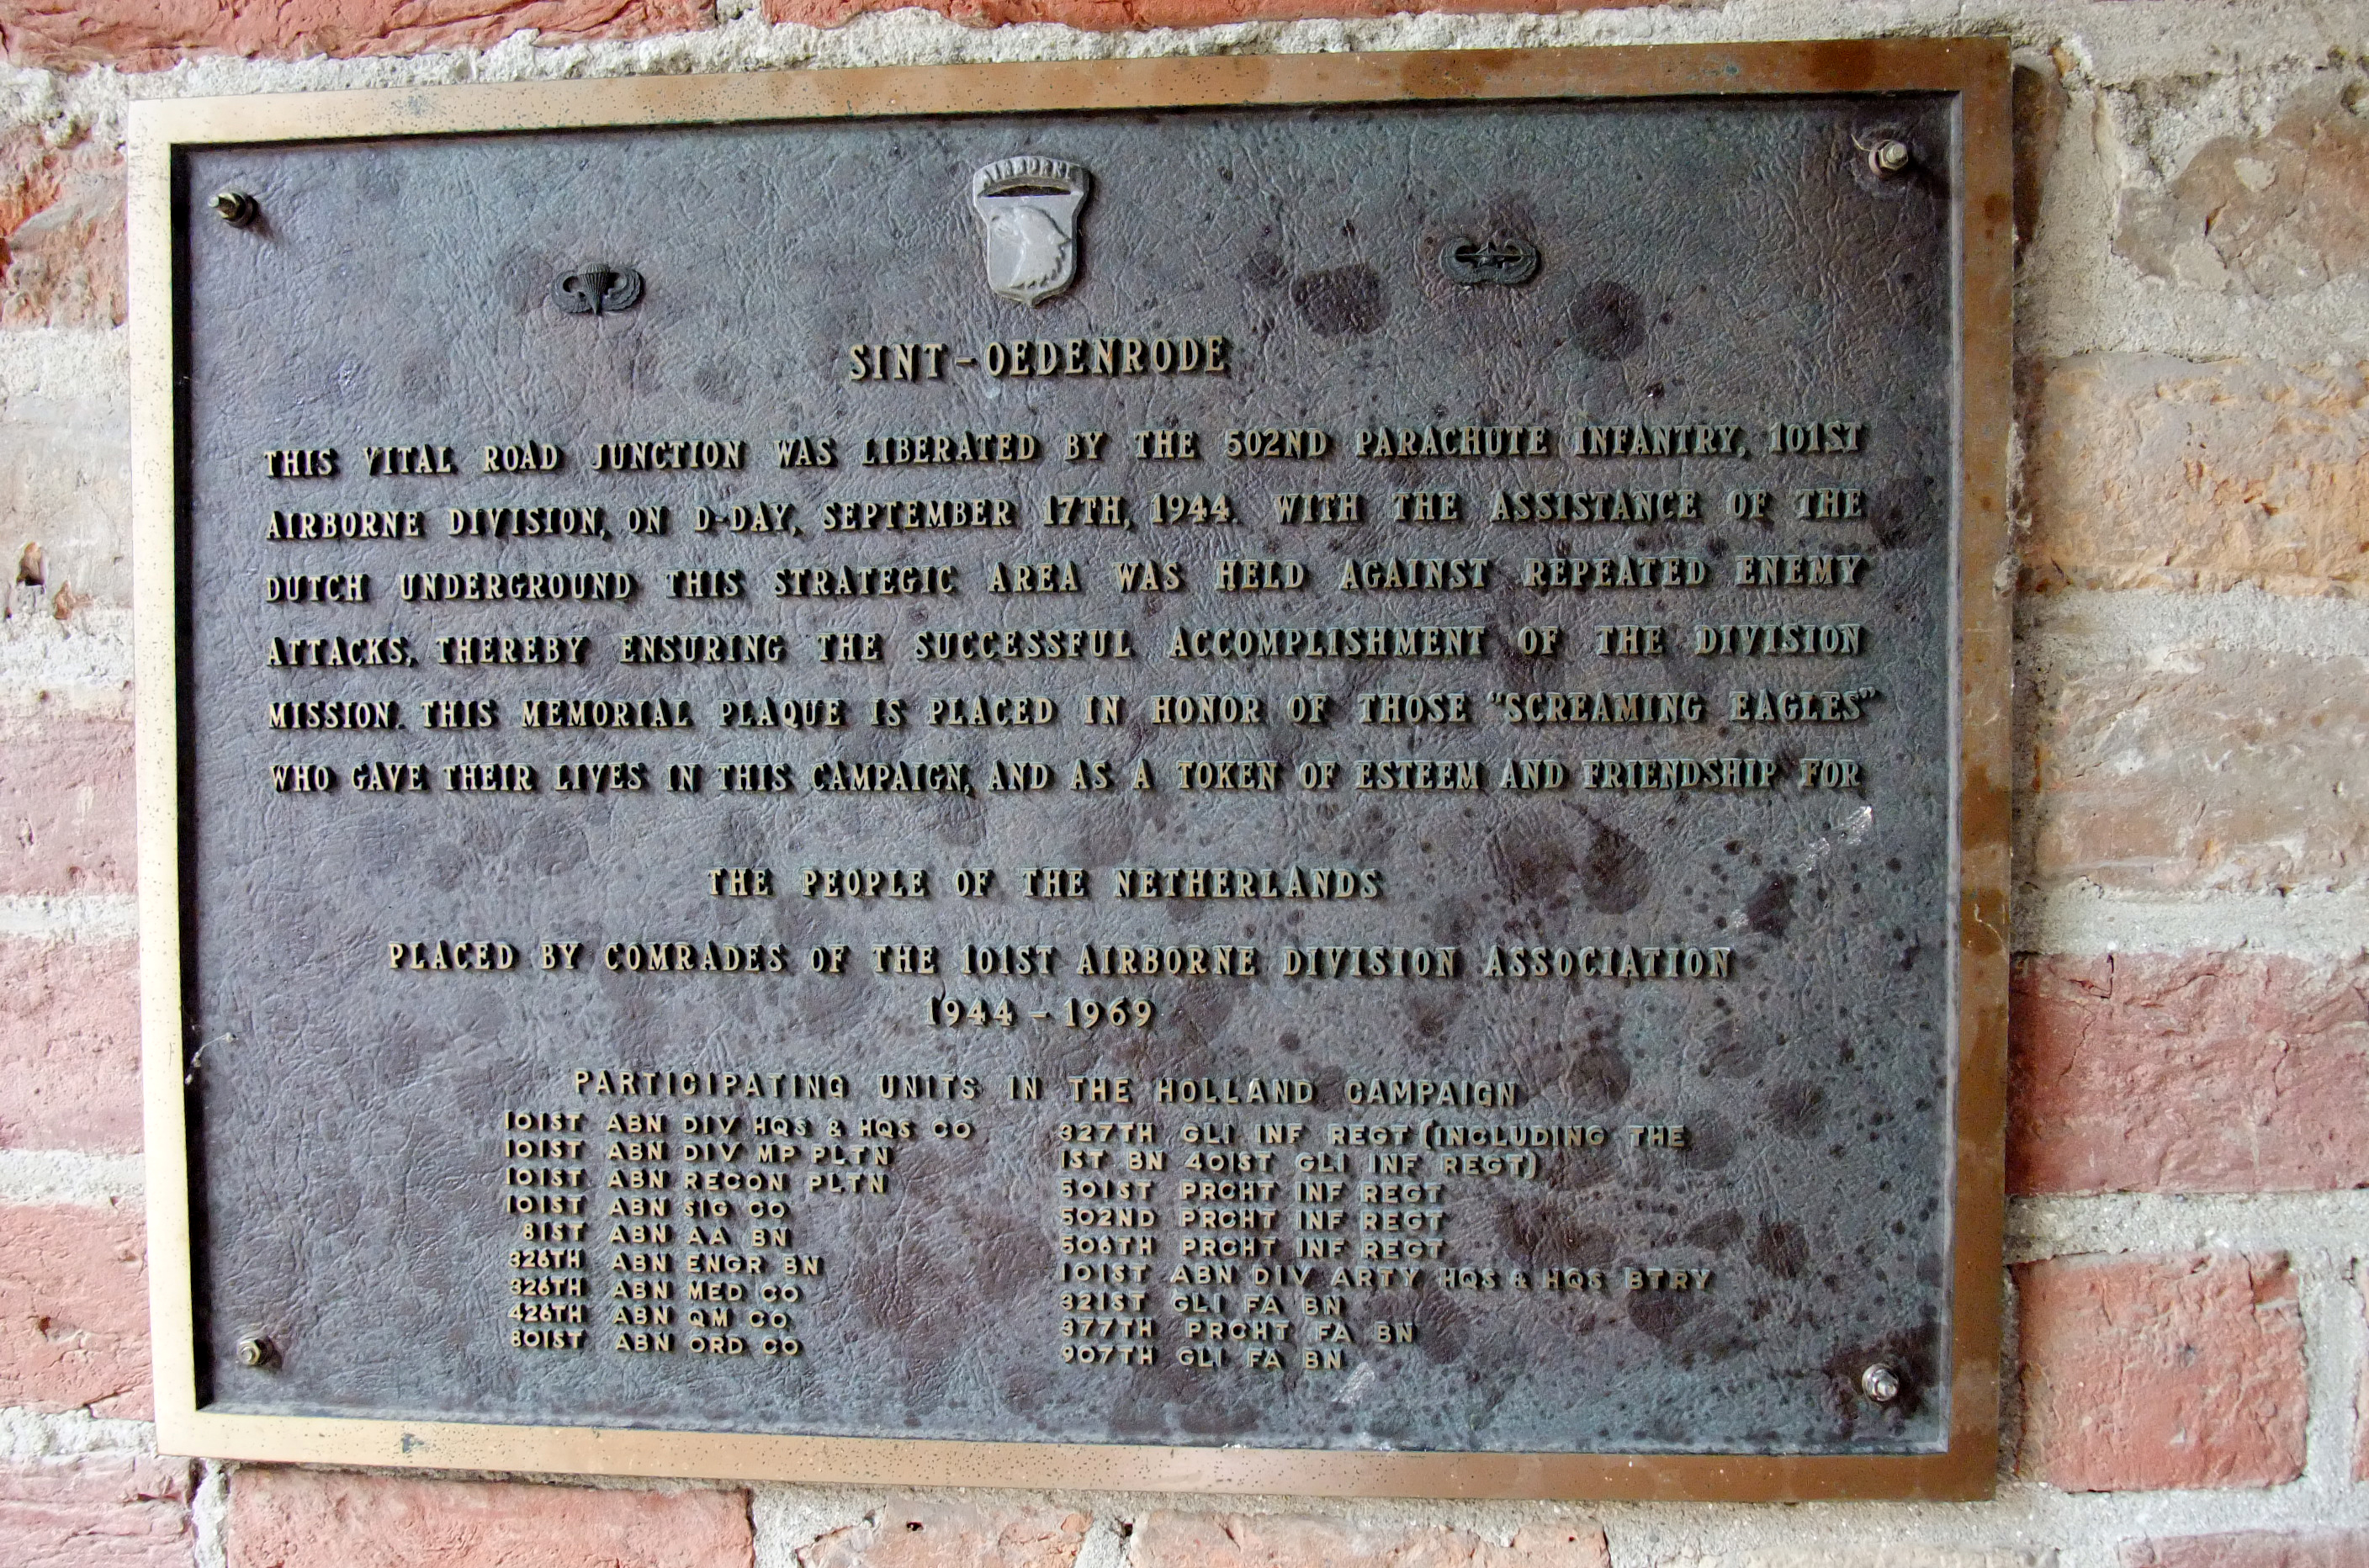 AIRBORNE
SINT-OEDENRODE
THIS VITAL ROAD JUNCTION WAS LIBERATED BY THE 502ND PARACHUTE INFANTRY, 101ST
AIRBORNE DIVISION, ON D-DAY, SEPTEMBER 17TH, 1944. WITH THE ASSISTANCE OF THE
DUTCH UNDERGROUND THIS STRATEGIC AREA WAS HELD AGAINST REPEATED ENEMY
ATTACKS, THEREBY ENSURING THE SUCCESSFUL ACCOMPLISHMENT OF THE DIVISION
MISSION. THIS MEMORIAL PLAQUE IS PLACED IN HONOR OF THOSE "SCREAMING EAGLES"
WHO GAVE THEIR LIVES IN THIS CAMPAIGN, AND AS A TOKEN OF ESTEEM AND FRIENDSHIP FOR
THE PEOPLE OF THE NETHERLANDS
PLACED BY COMRADES OF THE 101ST AIRBORNE DIVISION ASSOCIATION
1944 - 1969
PARTICIPATING UNITS IN THE HOLLAND CAMPAIGN
101ST ABN DIV HQS & HQS CO
101ST ABN DIV MP PLTN
101ST ABN RECON PLTN
101ST ABN SIG CO
81ST ABN AA BN
326TH ABN ENGR BN
326TH ABN MED CO
426TH ABN QM CO
801ST ABN ORD CO
327TH GLI INF REGT (INCLUDING THE
1ST BN 401ST GLI INF REGT)
501ST PRCHT INF REGT
502ND PRCHT INF REGT
506TH PRCHT INF REGT
101ST ABN DIV ARTY HQS & HQS BTRY
321ST GLI FA BN
377TH PRCHT FA BN
907TH GLI FA BN